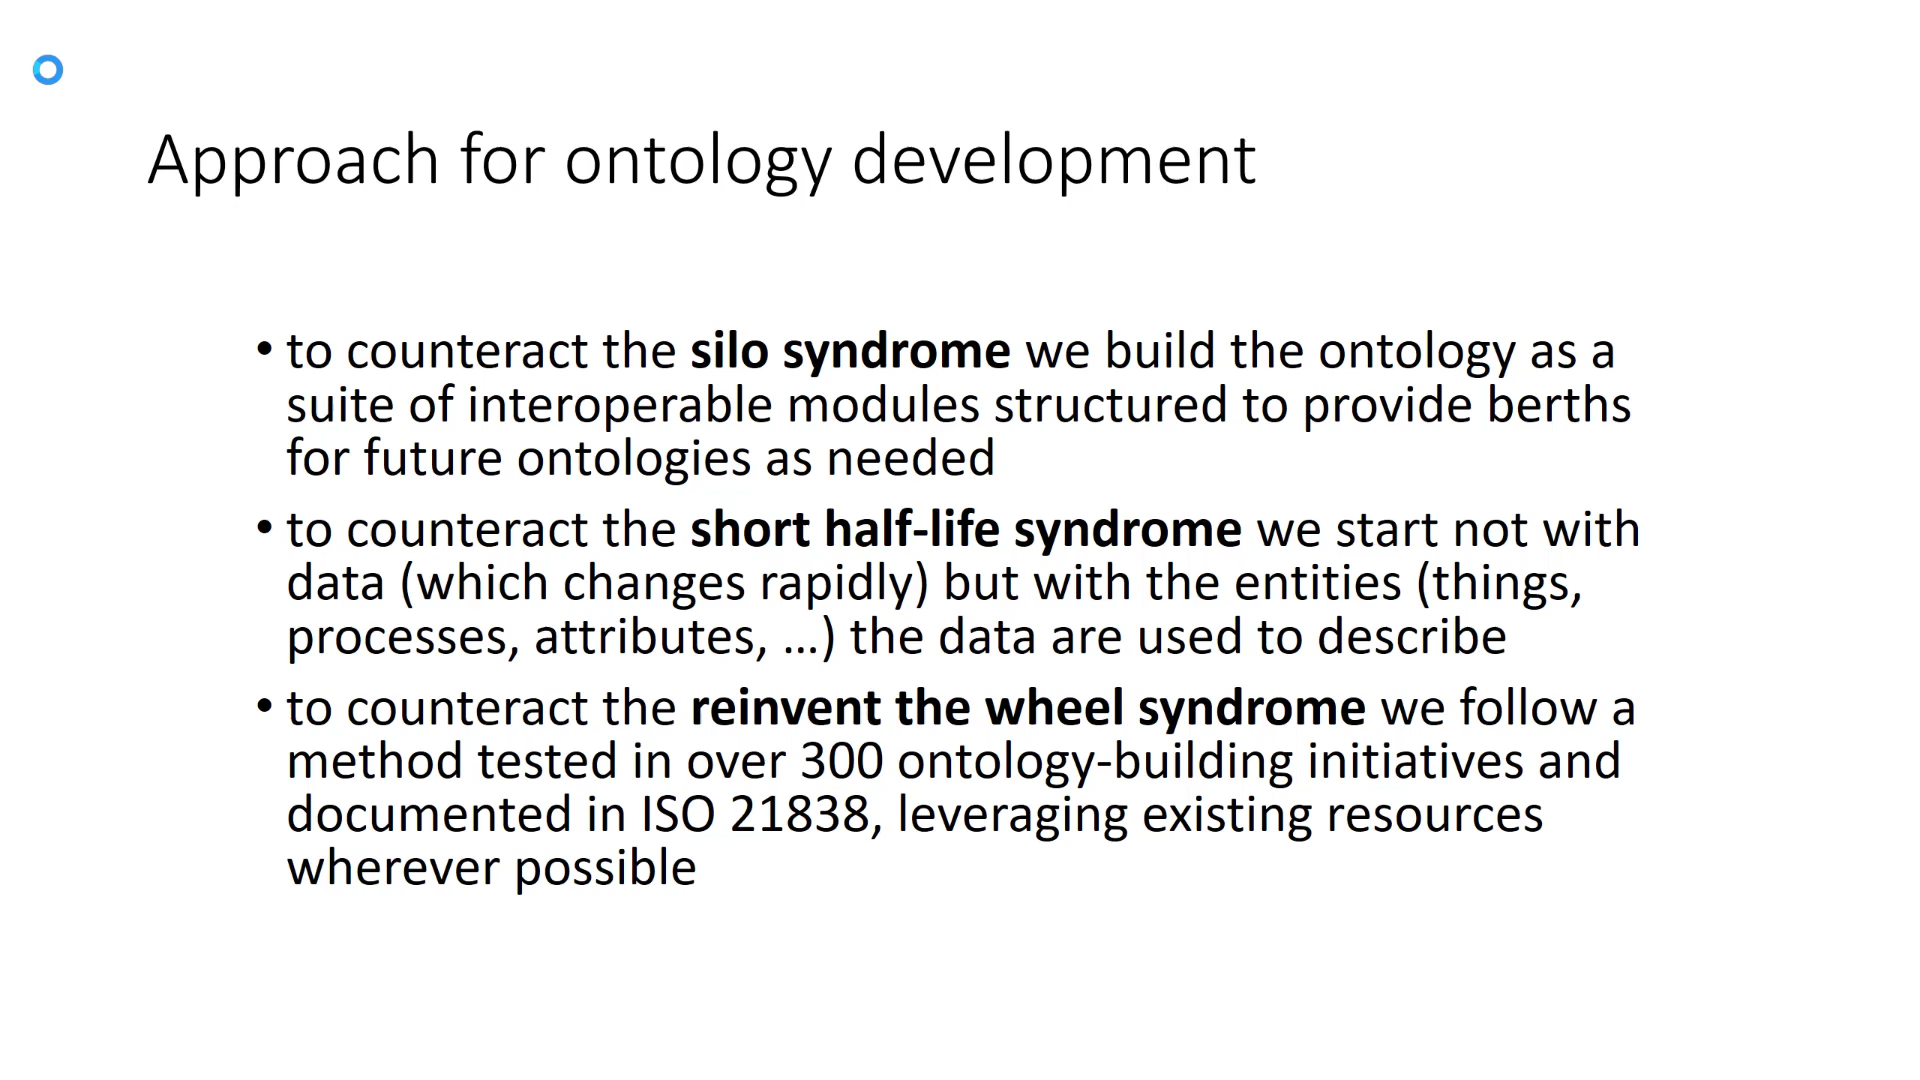 Approach for ontology development
• to counteract the silo syndrome we build the ontology as a
suite of interoperable modules structured to provide berths
for future ontologies as needed
• to counteract the short half-life syndrome we start not with
data (which changes rapidly) but with the entities (things,
processes, attributes, ...) the data are used to describe
• to counteract the reinvent the wheel syndrome we follow a
method tested in over 300 ontology-building initiatives and
documented in ISO 21838, leveraging existing resources
wherever possible